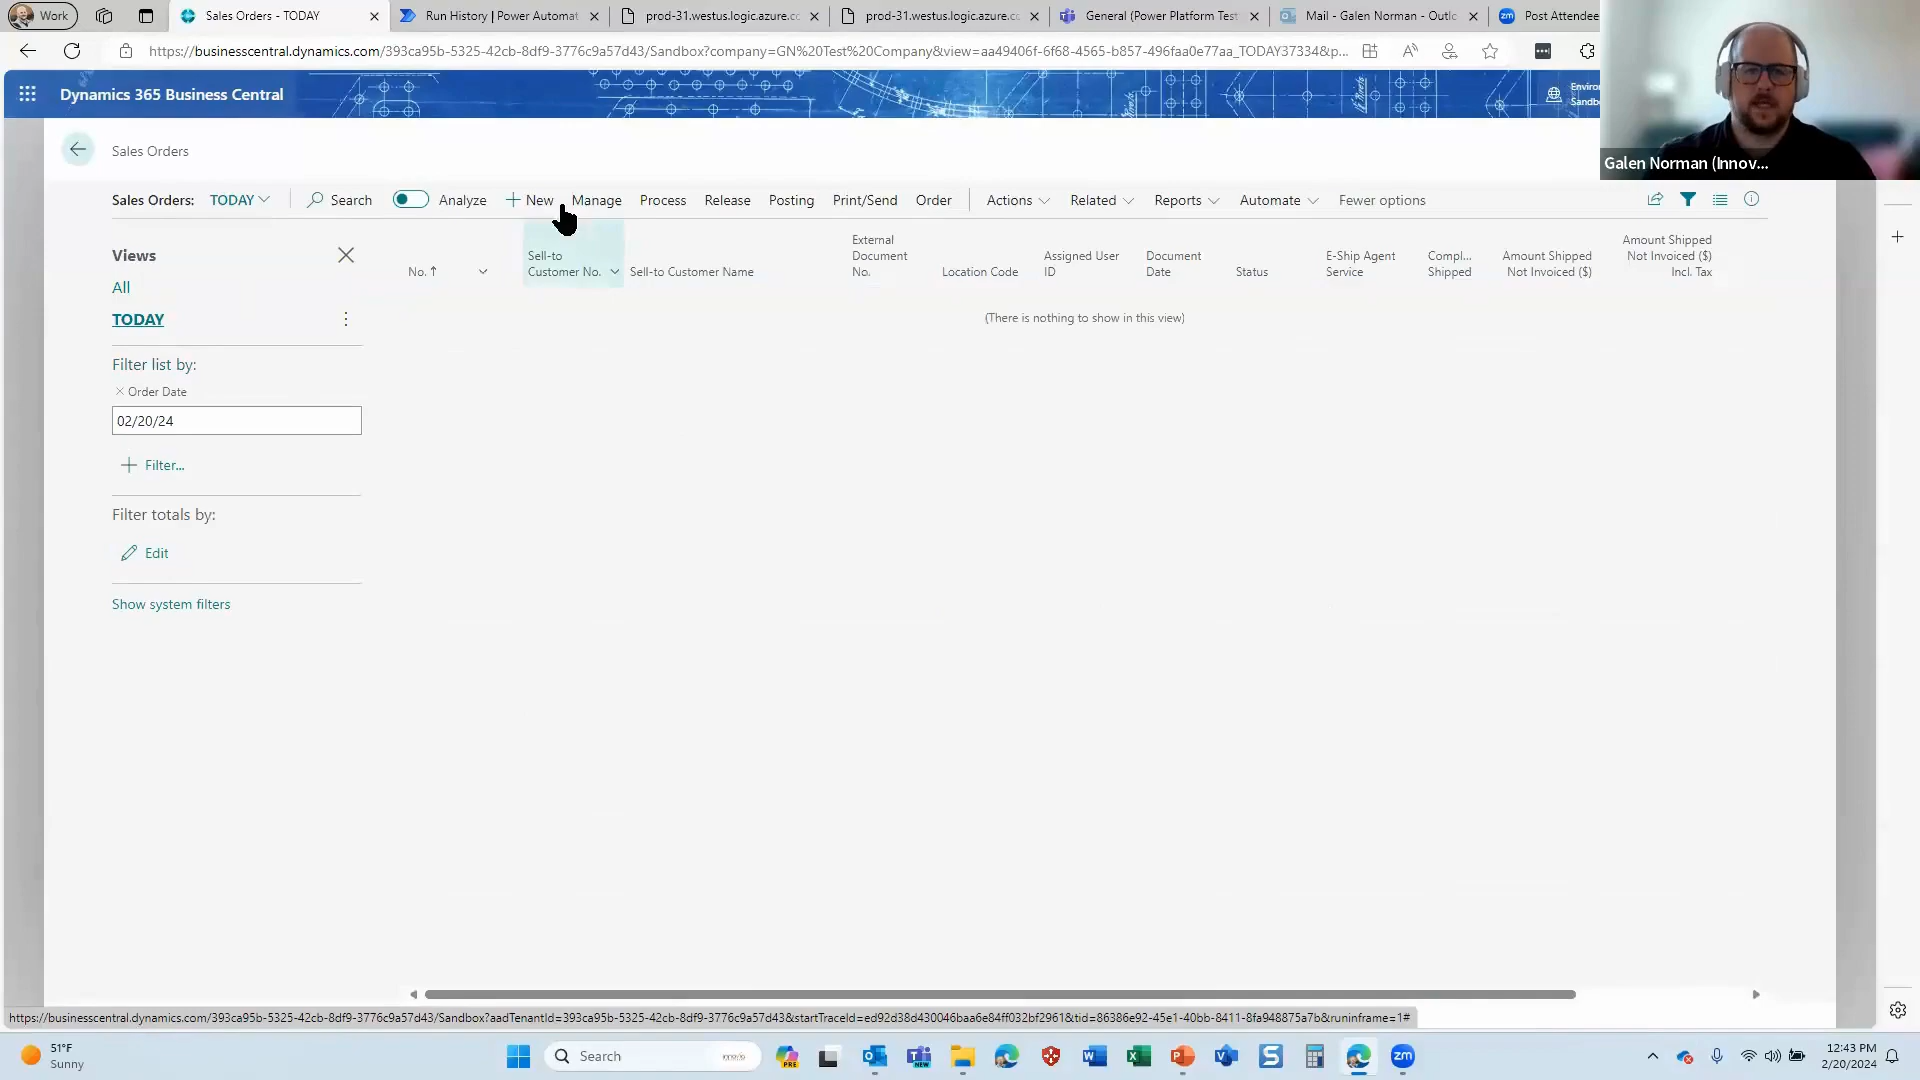 Work
Sales Orders - TODAY
Run History | Power Automat
prod-31.westus.logic.azure.cc
prod-31.westus.logic.azure.cc
General (Power Platform Test
Mail - Galen Norman - Outlo
zm Post Attendee
https://businesscentral.dynamics.com/393ca95b-5325-42cb-8df9-3776c9a57d43/Sandbox?company=GN%20Test%20Company&view=aa49406f-6f68-4565-b857-496faa0e77aa_TODAY37334&p...
Dynamics 365 Business Central
Enviro
Sandb
Galen Norman (Innov...
Sales Orders
Sales Orders: TODAY Search Analyze New Manage Process Release Posting Print/Send Order Actions Related Reports Automate Fewer options
Views
All
TODAY
Filter list by:
Order Date
02/20/24
Filter...
Filter totals by:
Edit
Show system filters
No. ↑
Sell-to
Customer No.
Sell-to Customer Name
External
Document
No.
Location Code
Assigned User
ID
Document
Date
Status
E-Ship Agent
Service
Compl...
Shipped
Amount Shipped
Not Invoiced ($)
Amount Shipped
Not Invoiced ($)
Incl. Tax
(There is nothing to show in this view)
https://businesscentral.dynamics.com/393ca95b-5325-42cb-8df9-3776c9a57d43/Sandbox?aadTenantId=393ca95b-5325-42cb-8df9-3776c9a57d43&startTraceId=ed92d38d430046baa6e84ff032bf2961&tid=86386e92-45e1-40bb-8411-8fa948875a7b&runinframe=1#
51°F
Sunny
Search
PRE
NEW
zm
12:43 PM
2/20/2024